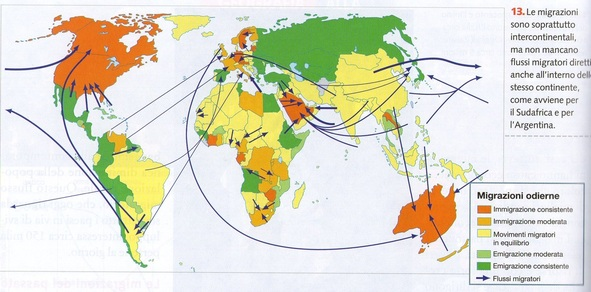 13. Le migrazioni
sono soprattutto
intercontinentali,
ma non mancano
flussi migratori diretti
anche all'interno dell
stesso continente,
come avviene per
il Sudafrica e per
l'Argentina.
Migrazioni odierne
Immigrazione consistente
Immigrazione moderata
Movimenti migratori
in equilibrio
Emigrazione moderata
Emigrazione consistente
Flussi migratori